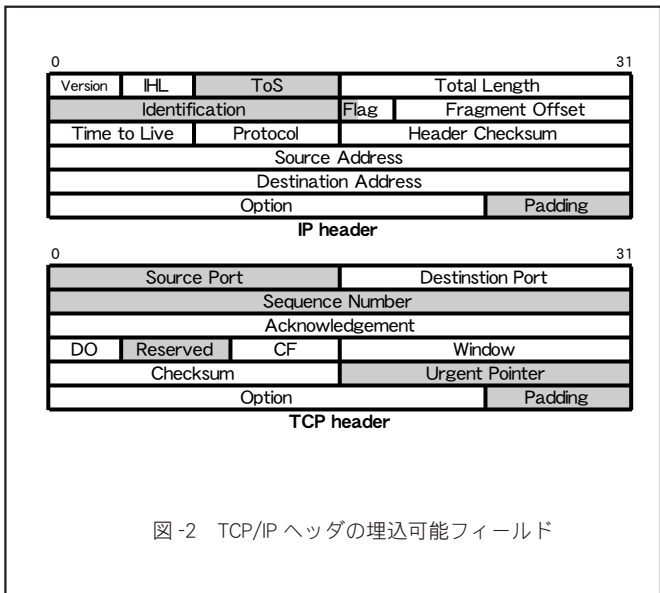 0 31
Version IHL ToS Total Length
Identification Flag Fragment Offset
Time to Live Protocol Header Checksum
Source Address
Destination Address
Option Padding
IP header
0 31
Source Port Destinstion Port
Sequence Number
Acknowledgement
DO Reserved CF Window
Checksum Urgent Pointer
Option Padding
TCP header
図-2 TCP/IP ヘッダの埋込可能フィールド